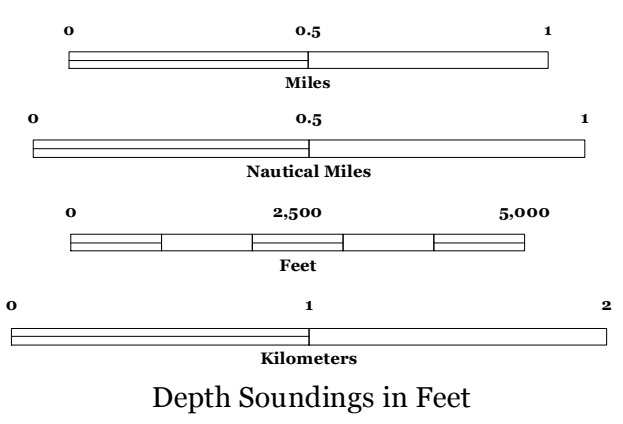 0 0.5 1
Miles
0 0.5 1
Nautical Miles
0 2,500 5,000
Feet
0 1 2
Kilometers
Depth Soundings in Feet